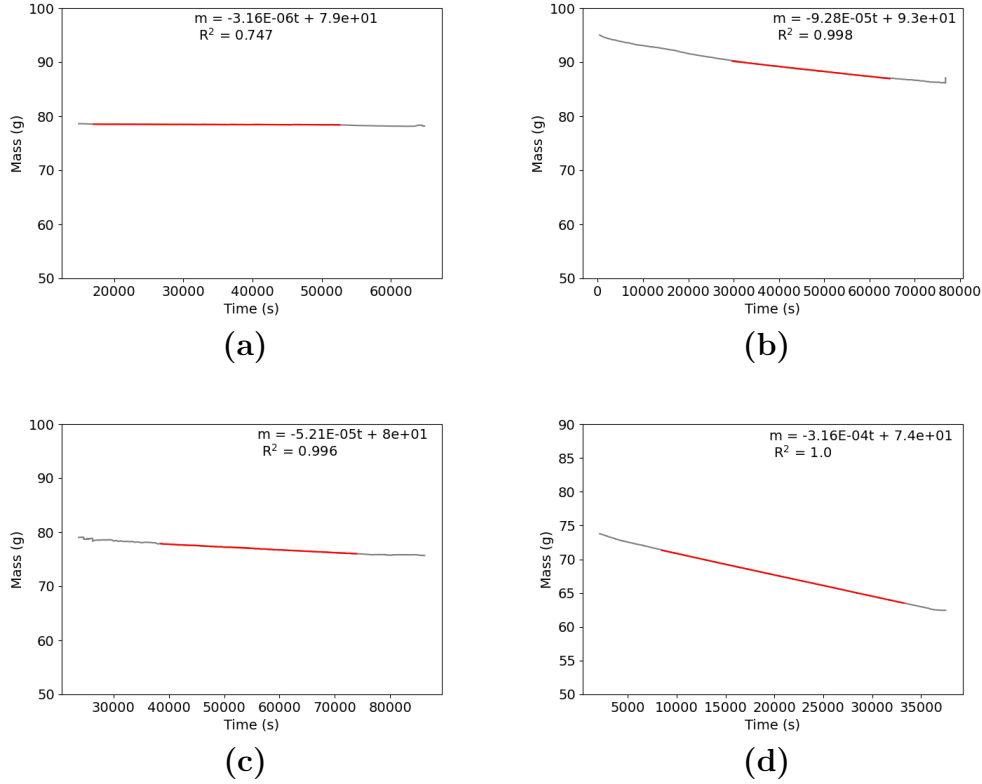 100
90
80
70
60
50
Mass (g)
m = -3.16E-06t + 7.9e+01
R² = 0.747
20000 30000 40000 50000 60000
Time (s)
(a)
100
90
80
70
60
50
Mass (g)
m = -9.28E-05t + 9.3e+01
R² = 0.998
0 10000 20000 30000 40000 50000 60000 70000 80000
Time (s)
(b)
100
90
80
70
60
50
Mass (g)
m = -5.21E-05t + 8e+01
R² = 0.996
30000 40000 50000 60000 70000 80000
Time (s)
(c)
90
85
80
75
70
65
60
55
50
Mass (g)
m = -3.16E-04t + 7.4e+01
R² = 1.0
5000 10000 15000 20000 25000 30000 35000
Time (s)
(d)